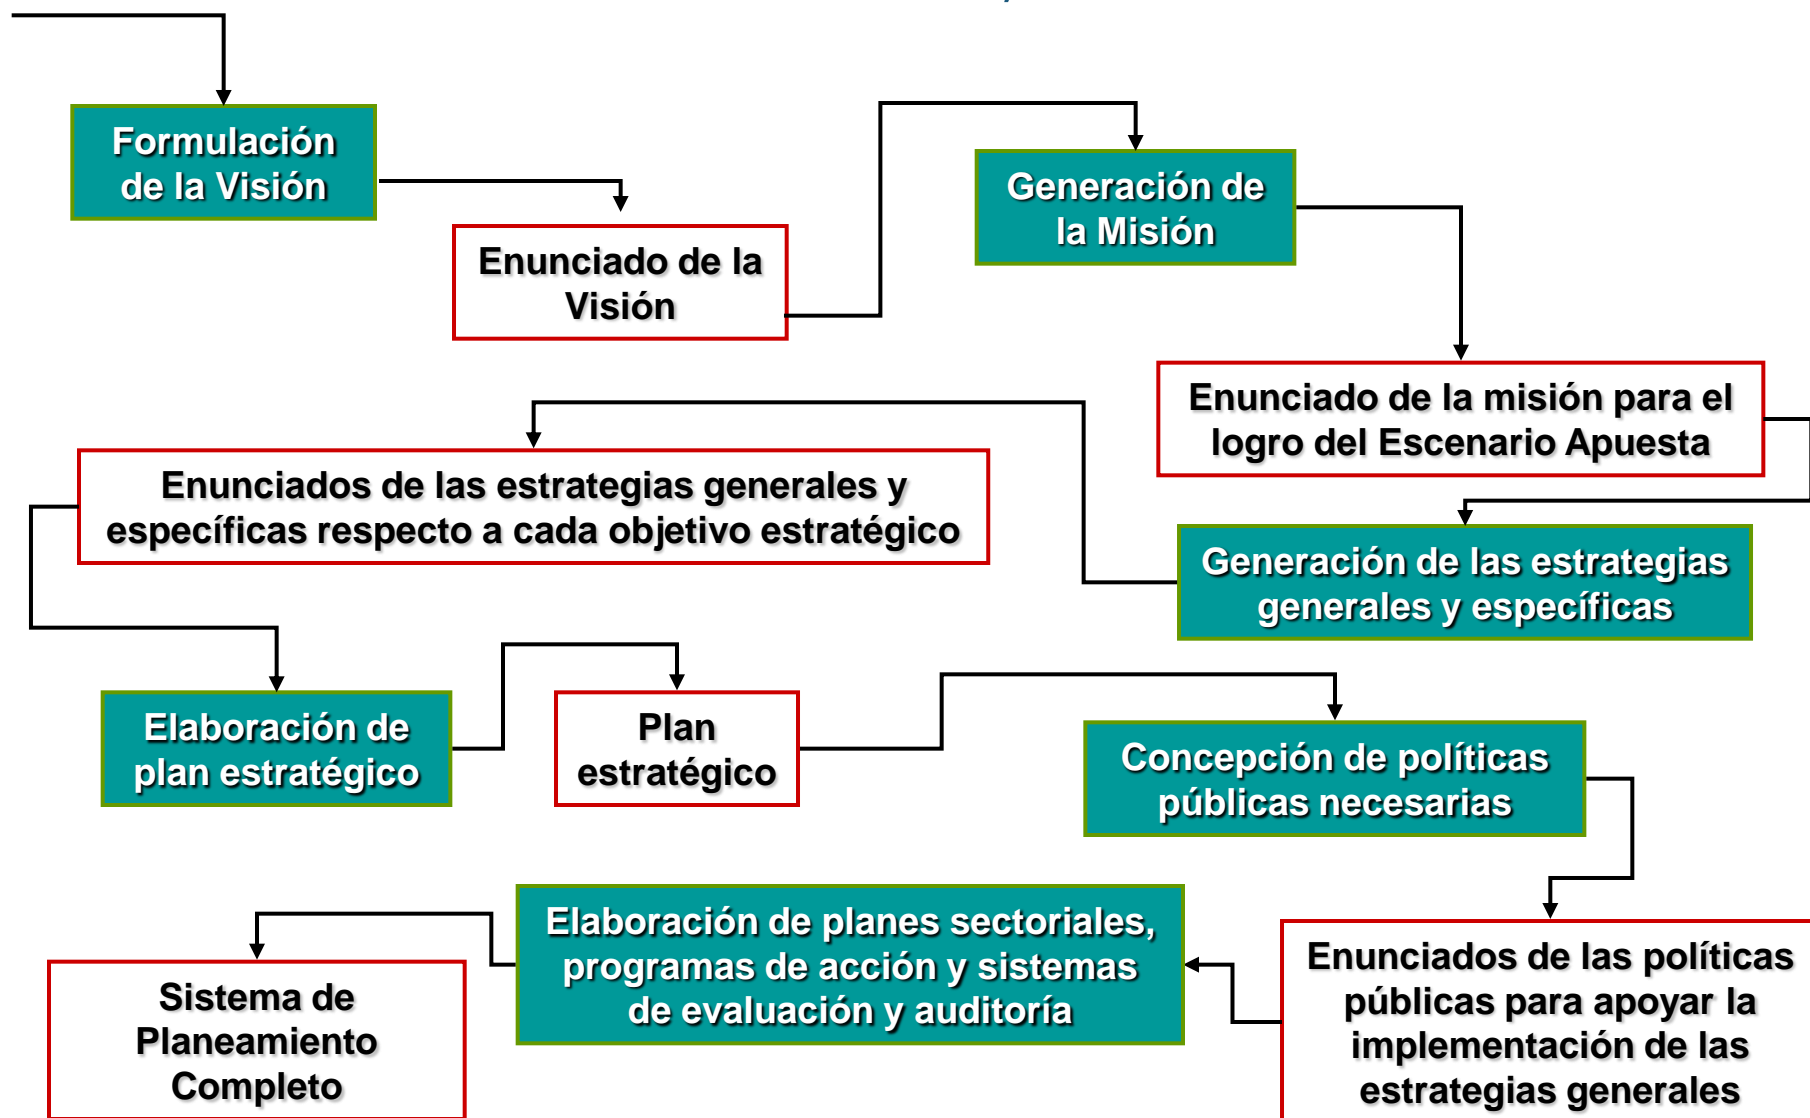 Formulación
de la Visión
Enunciado de la
Visión
Generación de
la Misión
Enunciado de la misión para el
logro del Escenario Apuesta
Generación de las estrategias
generales y específicas
Enunciados de las estrategias generales y
específicas respecto a cada objetivo estratégico
Elaboración de
plan estratégico
Plan
estratégico
Concepción de políticas
públicas necesarias
Enunciados de las políticas
públicas para apoyar la
implementación de las
estrategias generales
Elaboración de planes sectoriales,
programas de acción y sistemas
de evaluación y auditoría
Sistema de
Planeamiento
Completo